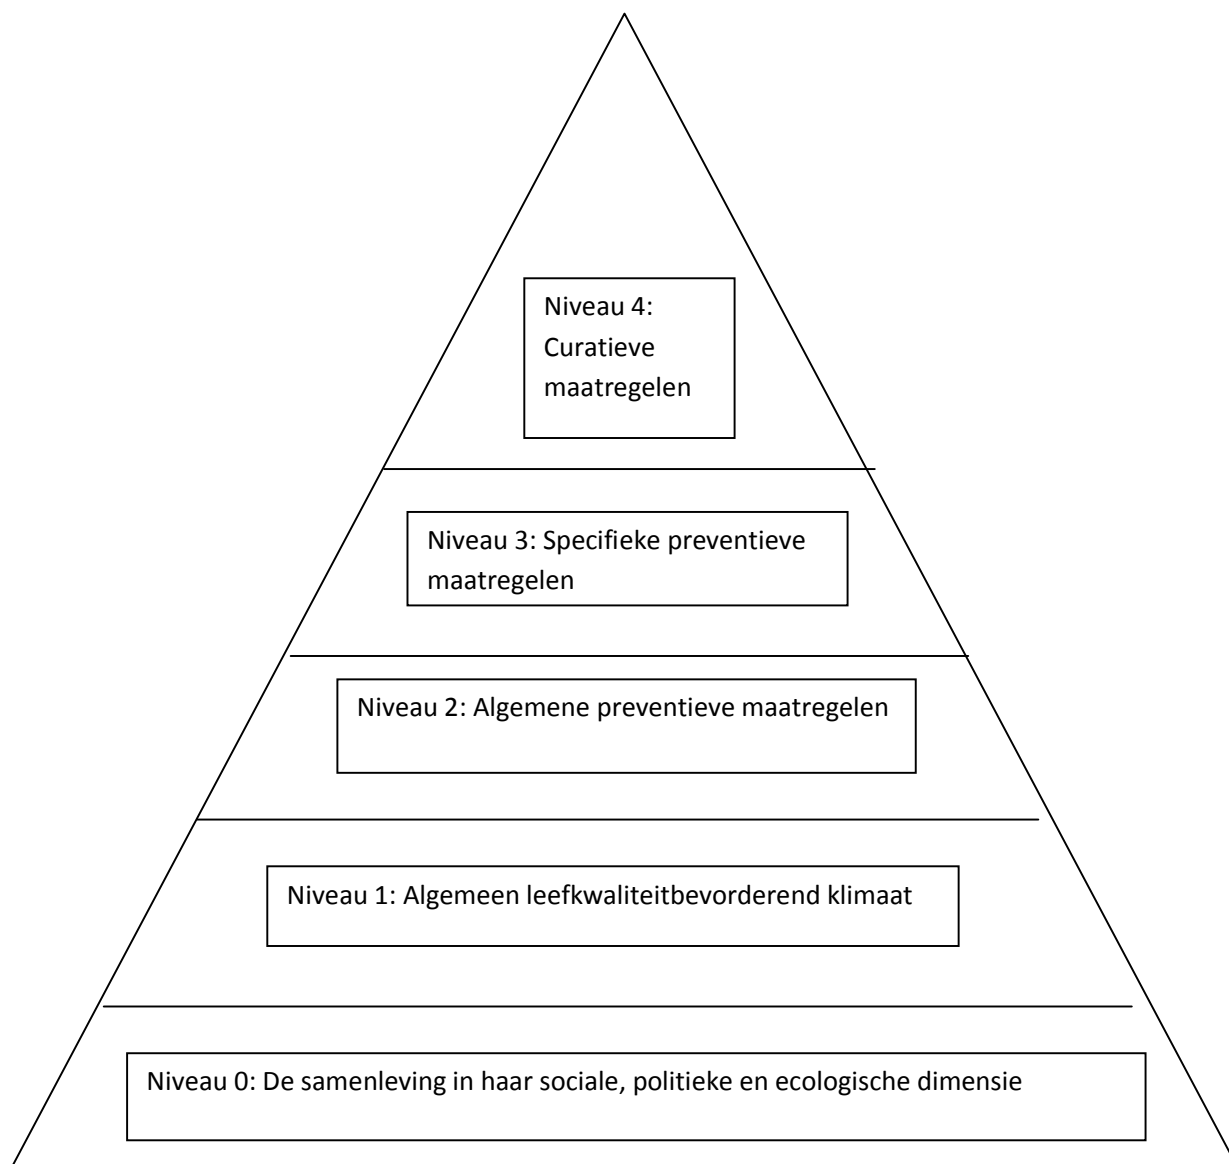 Niveau 4:
Curatieve
maatregelen
Niveau 3: Specifieke preventieve
maatregelen
Niveau 2: Algemene preventieve maatregelen
Niveau 1: Algemeen leefkwaliteitbevorderend klimaat
Niveau 0: De samenleving in haar sociale, politieke en ecologische dimensie